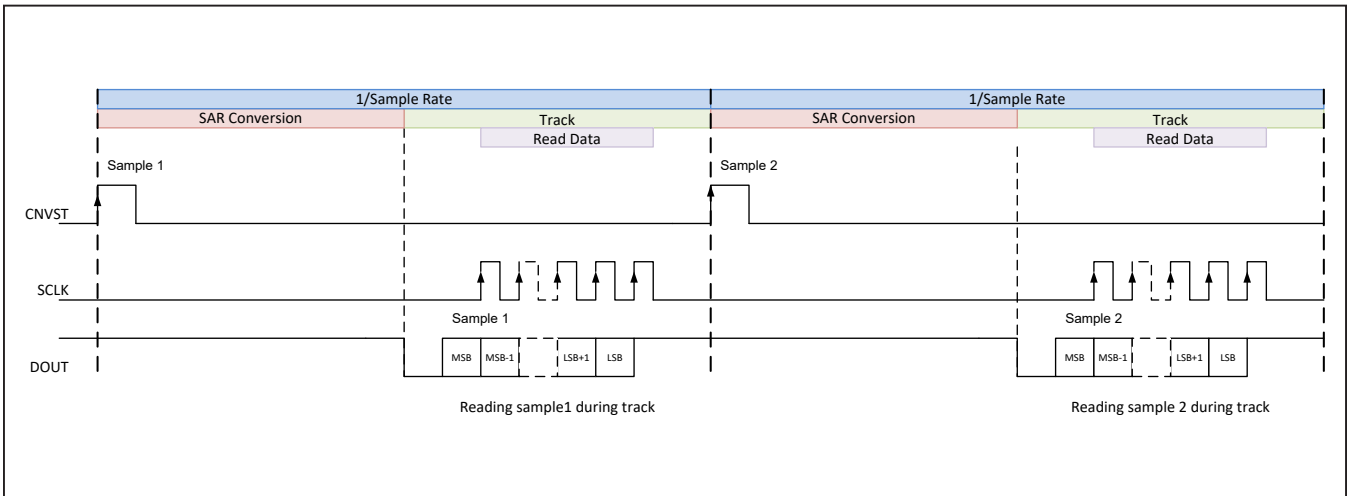 1/Sample Rate 1/Sample Rate
SAR Conversion Track SAR Conversion Track
Read Data Read Data
Sample 1 Sample 2
CNVST
SCLK
Sample 1 Sample 2
MSB MSB-1 LSB+1 LSB MSB MSB-1 LSB+1 LSB
DOUT
Reading sample1 during track Reading sample 2 during track